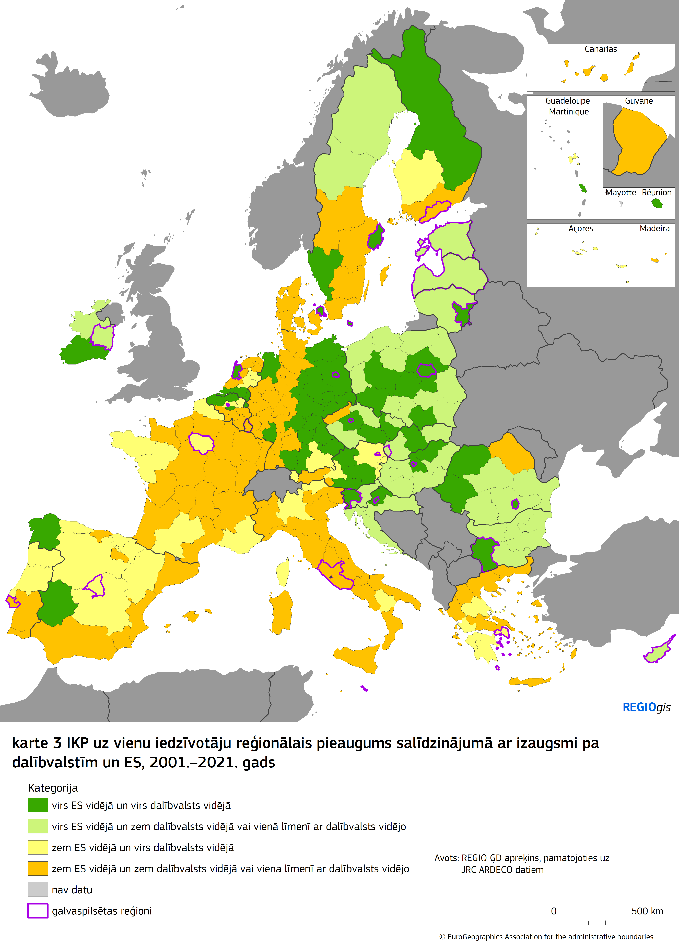 Canarias
Guadeloupe
Martinique
Guyane
Mayotte
Réunion
Açores
Madeira
REGIOgis
karte 3 IKP uz vienu iedzīvotāju reģionālais pieaugums salīdzinājumā ar izaugsmi pa
dalībvalstīm un ES, 2001.–2021. gads
Kategorija
virs ES vidējā un virs dalībvalsts vidējā
virs ES vidējā un zem dalībvalsts vidējā vai vienā līmenī ar dalībvalsts vidējo
zem ES vidējā un virs dalībvalsts vidējā
zem ES vidējā un zem dalībvalsts vidējā vai vienā līmenī ar dalībvalsts vidējo
nav datu
galvaspilsētas reģioni
Avots: REGIO ĢD aprēķins, pamatojoties uz
JRC ARDECO datiem
0 500 km
© EuroGeographics Association for the administrative boundaries